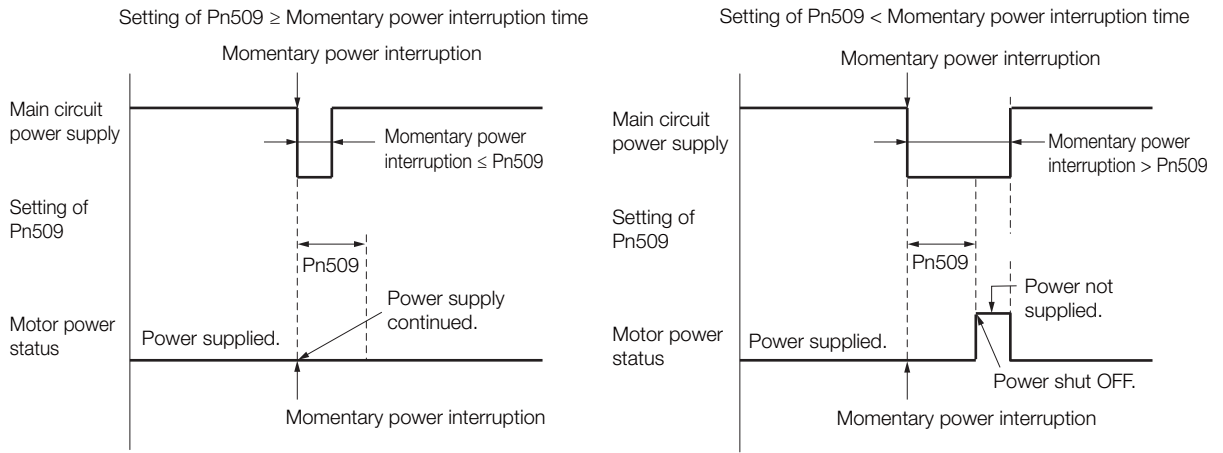 Setting of Pn509 ≥ Momentary power interruption time
Momentary power interruption
Main circuit
power supply
Momentary power
interruption ≤ Pn509
Setting of
Pn509
Pn509
Power supply
continued.
Motor power
status
Power supplied.
Momentary power interruption
Setting of Pn509 < Momentary power interruption time
Momentary power interruption
Main circuit
power supply
Momentary power
interruption > Pn509
Setting of
Pn509
Pn509
Power not
supplied.
Motor power
status
Power supplied.
Power shut OFF.
Momentary power interruption